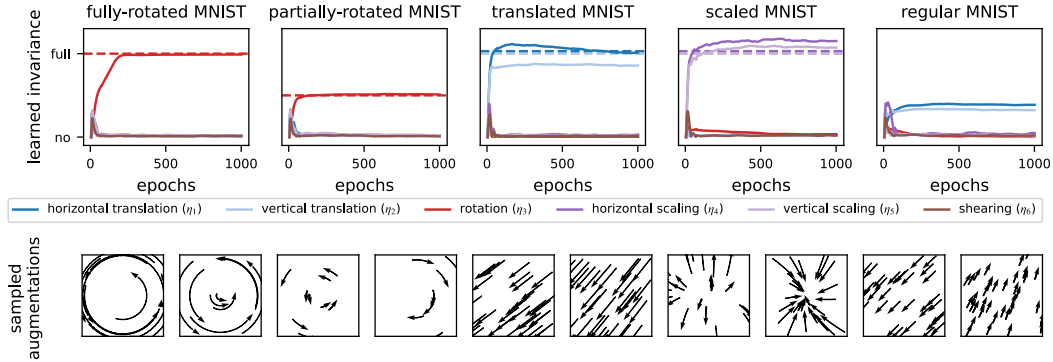 fully-rotated MNIST partially-rotated MNIST translated MNIST scaled MNIST regular MNIST
learned invariance
full
no
0 500 1000 0 500 1000 0 500 1000 0 500 1000 0 500 1000
epochs epochs epochs epochs epochs
horizontal translation (η1) vertical translation (η2) rotation (η3) horizontal scaling (η4) vertical scaling (η5) shearing (η6)
sampled
augmentations